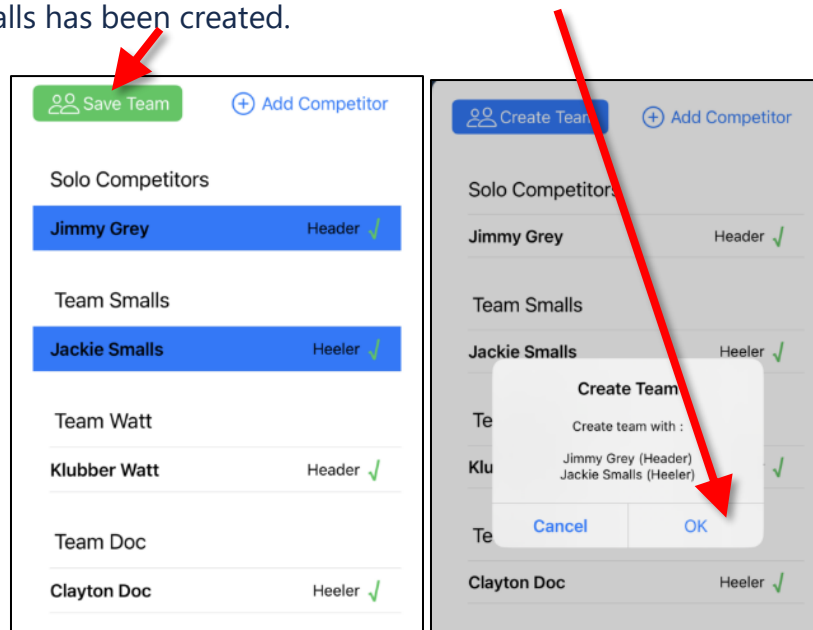 alls has been created.
Save Team
Add Competitor
Solo Competitors
Jimmy Grey Header
Team Smalls
Jackie Smalls Heeler
Team Watt
Klubber Watt Header
Team Doc
Clayton Doc Heeler
Create Team
Add Competitor
Solo Competitors
Jimmy Grey Header
Team Smalls
Jackie Smalls Heeler
Te
Klu
Te
Create Team
Create team with :
Jimmy Grey (Header)
Jackie Smalls (Heeler)
Cancel OK
Clayton Doc Heeler